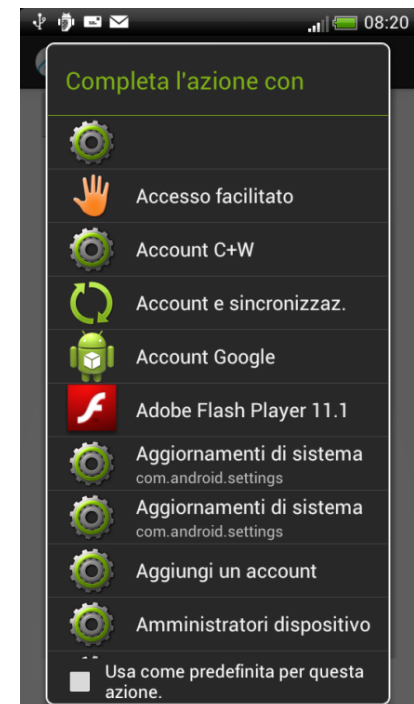 08:20
Completa l'azione con
Accesso facilitato
Account C+W
Account e sincronizzaz.
Account Google
Adobe Flash Player 11.1
Aggiornamenti di sistema
com.android.settings
Aggiornamenti di sistema
com.android.settings
Aggiungi un account
Amministratori dispositivo
Usa come predefinita per questa
azione.